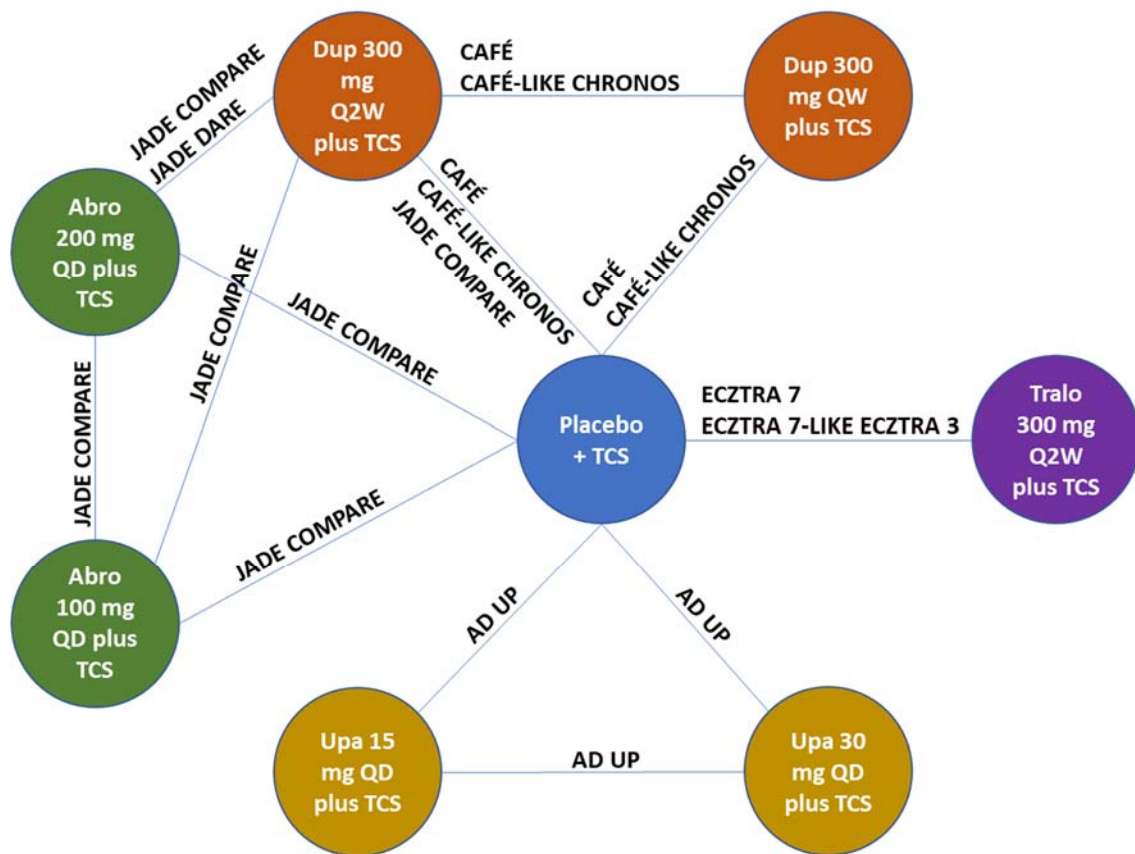 Dup 300
mg
Q2W
plus TCS
CAFÉ
CAFÉ-LIKE CHRONOS
Dup 300
mg QW
plus TCS
JADE COMPARE
JADE DARE
Abro
200 mg
QD plus
TCS
JADE COMPARE
CAFÉ
CAFÉ-LIKE CHRONOS
JADE COMPARE
CAFÉ
CAFÉ-LIKE CHRONOS
JADE COMPARE
JADE COMPARE
Placebo
+ TCS
ECZTRA 7
ECZTRA 7-LIKE ECZTRA 3
Tralo
300 mg
Q2W
plus TCS
JADE COMPARE
Abro
100 mg
QD plus
TCS
AD UP
AD UP
Upa 15
mg QD
plus TCS
AD UP
Upa 30
mg QD
plus TCS